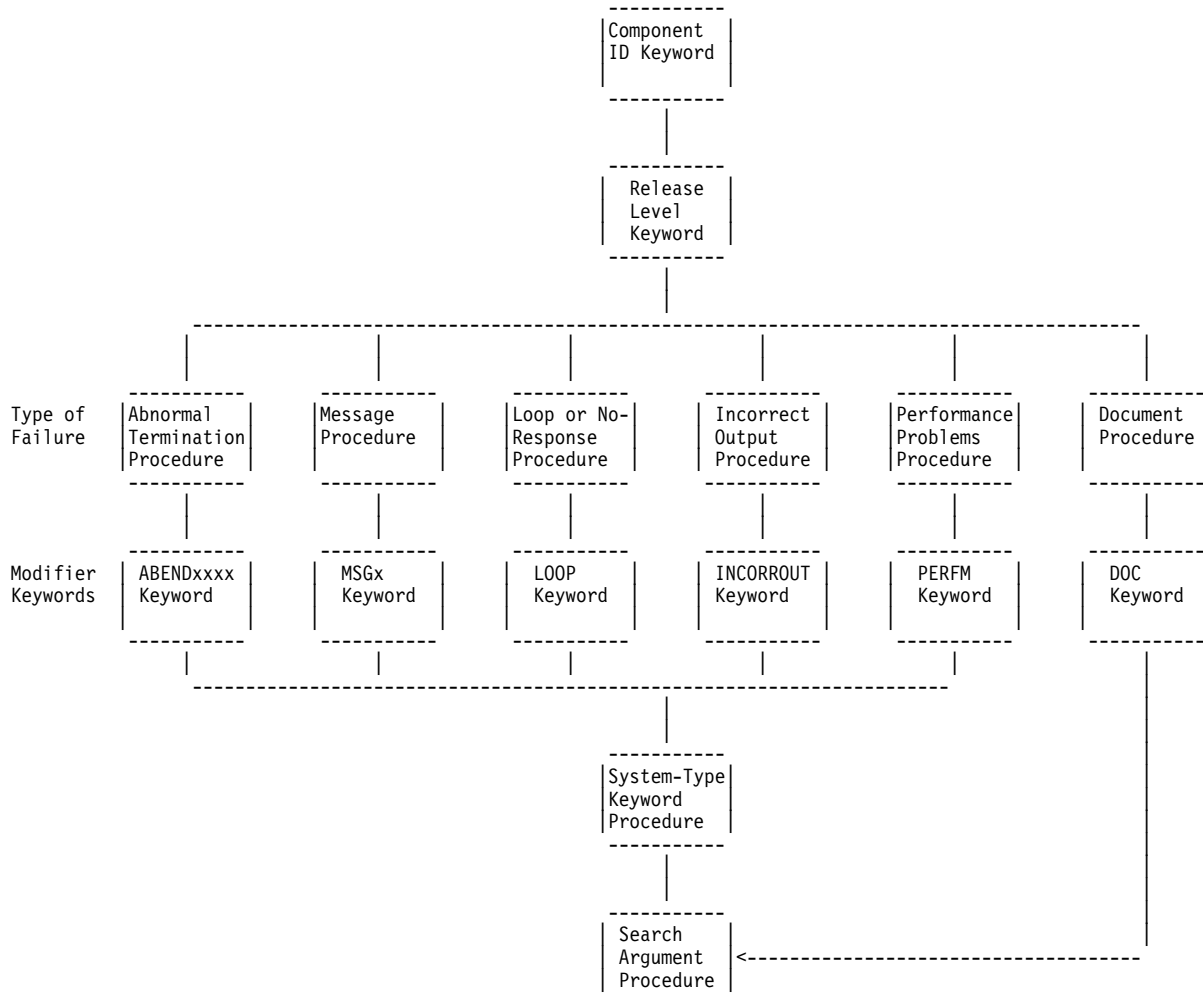 Component
ID Keyword
Release
Level
Keyword
Type of
Failure
Abnormal
Termination
Procedure
Message
Procedure
Loop or No-
Response
Procedure
Incorrect
Output
Procedure
Performance
Problems
Procedure
Document
Procedure
Modifier
Keywords
ABENDxxxx
Keyword
MSGx
Keyword
LOOP
Keyword
INCORROUT
Keyword
PERFM
Keyword
DOC
Keyword
System-Type
Keyword
Procedure
Search
Argument
Procedure